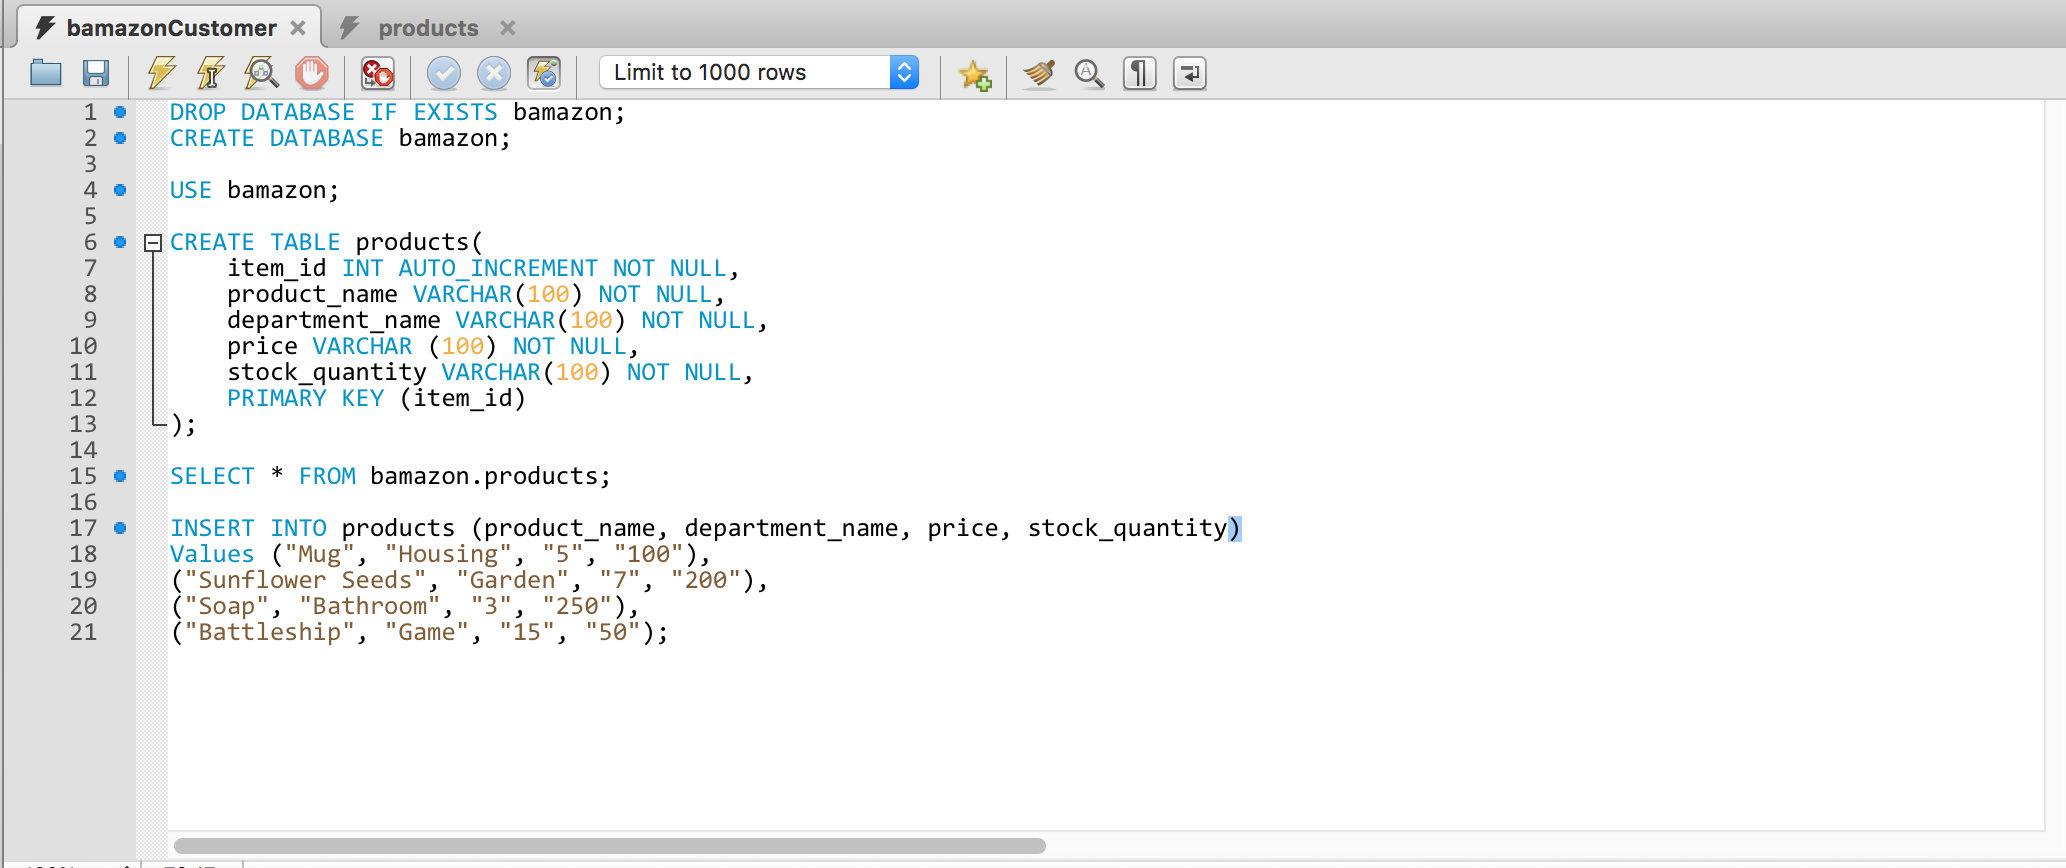 bamazonCustomer products
Limit to 1000 rows
1 DROP DATABASE IF EXISTS bamazon;
2 CREATE DATABASE bamazon;
3
4 USE bamazon;
5
6 CREATE TABLE products(
7 item_id INT AUTO_INCREMENT NOT NULL,
8 product_name VARCHAR(100) NOT NULL,
9 department_name VARCHAR(100) NOT NULL,
10 price VARCHAR (100) NOT NULL,
11 stock_quantity VARCHAR(100) NOT NULL,
12 PRIMARY KEY (item_id)
13 );
14
15 SELECT * FROM bamazon.products;
16
17 INSERT INTO products (product_name, department_name, price, stock_quantity)
18 Values ("Mug", "Housing", "5", "100"),
19 ("Sunflower Seeds", "Garden", "7", "200"),
20 ("Soap", "Bathroom", "3", "250"),
21 ("Battleship", "Game", "15", "50");